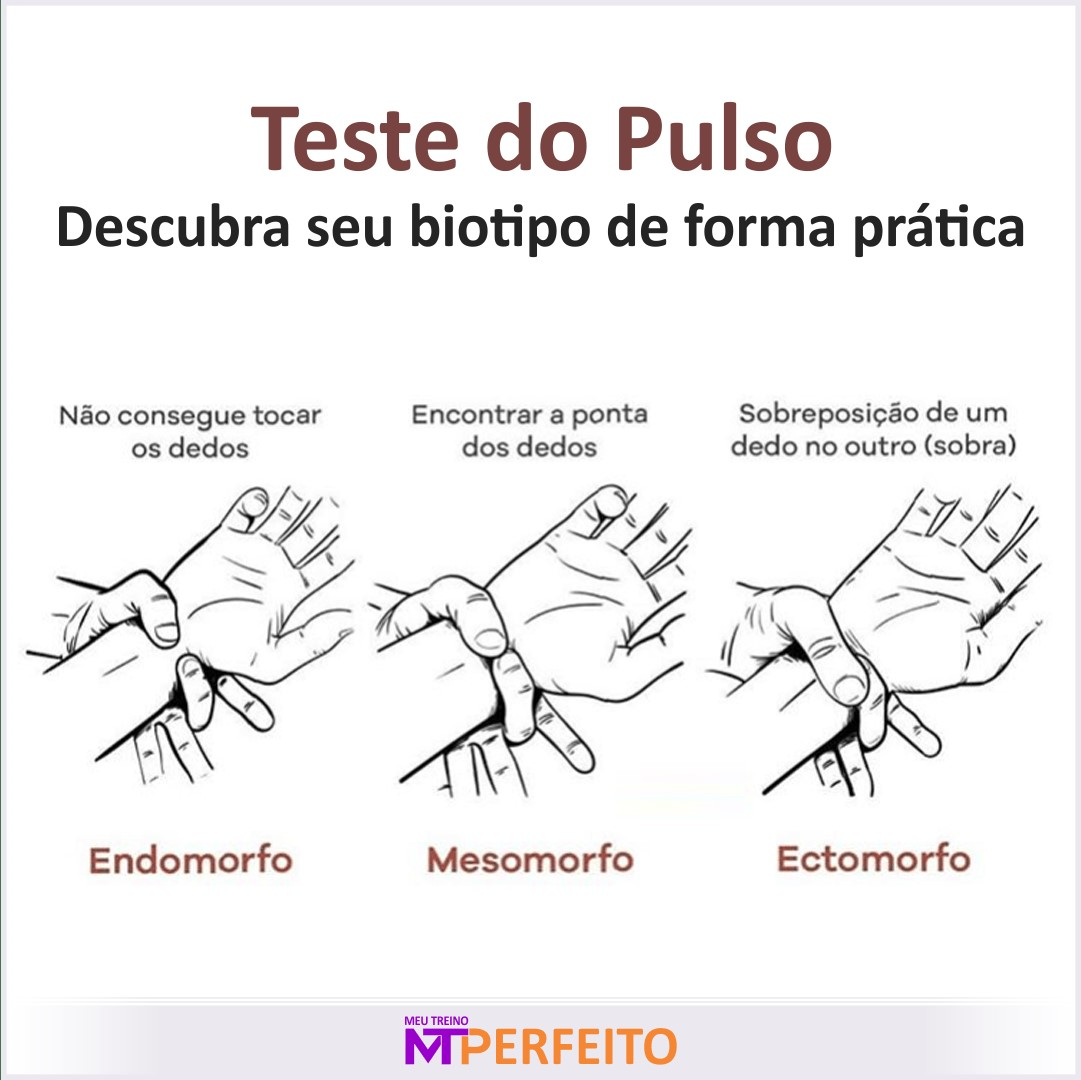 Teste do Pulso
Descubra seu biotipo de forma prática
Não consegue tocar
os dedos
Encontrar a ponta
dos dedos
Sobreposição de um
dedo no outro (sobra)
Endomorfo
Mesomorfo
Ectomorfo
MEU TREINO
MTPERFEITO